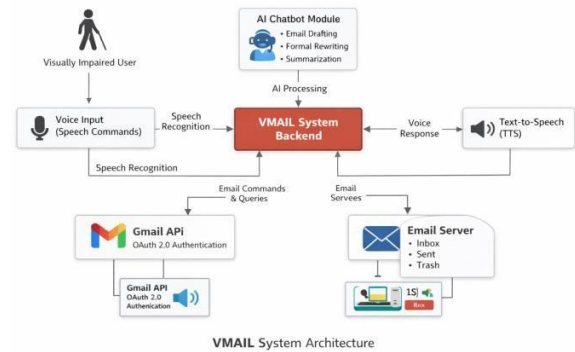 AI Chatbot Module
• Email Drafting
• Formal Rewriting
• Summarization
Visually Impaired User
AI Processing
Voice Input
(Speech Commands)
Speech
Recognition
VMAIL System
Backend
Voice
Response
Text-to-Speech
(TTS)
Speech Recognition
Email Commands
& Queries
Email
Servees
Gmail APi
OAuth 2.0 Authentication
Email Server
• Inbox
• Sent
• Trash
Gmail API
OAuth 2.0
Authenication
1S)
VMAIL System Architecture